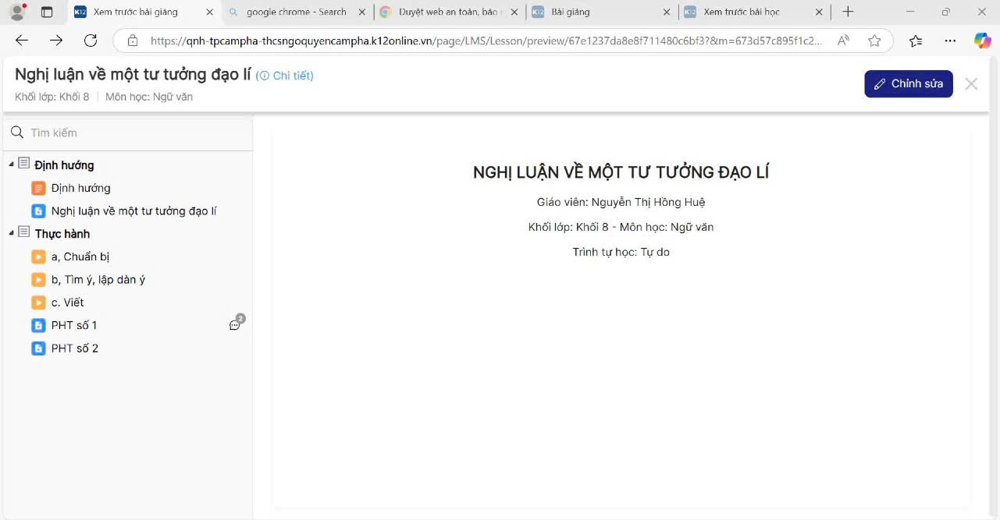 K12 Xem trước bài giảng
google chrome - Search
Duyệt web an toàn, bảo
K12 Bài giảng
K12 Xem trước bài học
https://qnh-tpcampha-thcsngoquyencampha.k12online.vn/page/LMS/Lesson/preview/67e1237da8e8f711480c6bf3?&m=673d57c895f1c2...
Nghị luận về một tư tưởng đạo lí (Chi tiết)
Chỉnh sửa
Khối lớp: Khối 8 | Môn học: Ngữ văn
Tìm kiếm
Định hướng
Định hướng
Nghị luận về một tư tưởng đạo lí
Thực hành
a, Chuẩn bị
b, Tìm ý, lập dàn ý
c. Viết
PHT số 1
2
PHT số 2
NGHỊ LUẬN VỀ MỘT TƯ TƯỞNG ĐẠO LÍ
Giáo viên: Nguyễn Thị Hồng Huệ
Khối lớp: Khối 8 - Môn học: Ngữ văn
Trình tự học: Tự do